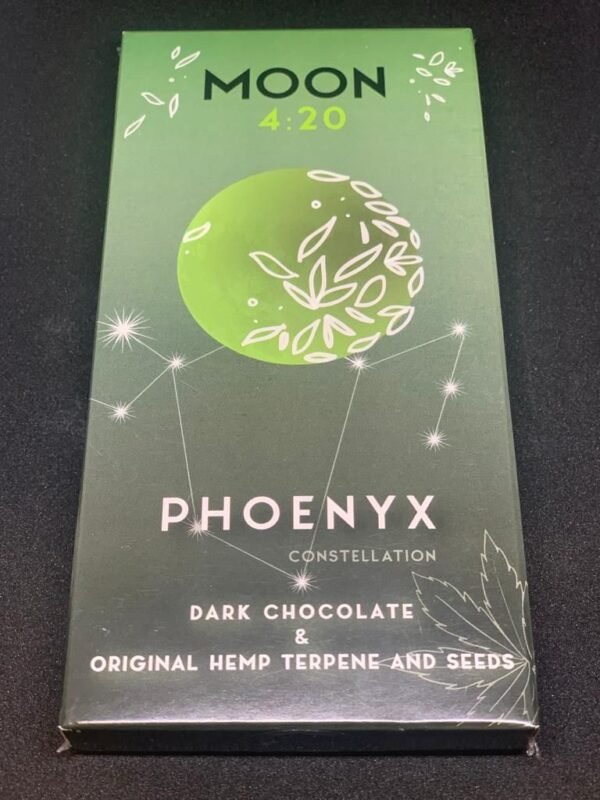 MOON
4:20
PHOENYX
CONSTELLATION
DARK CHOCOLATE
&
ORIGINAL HEMP TERPENE AND SEEDS